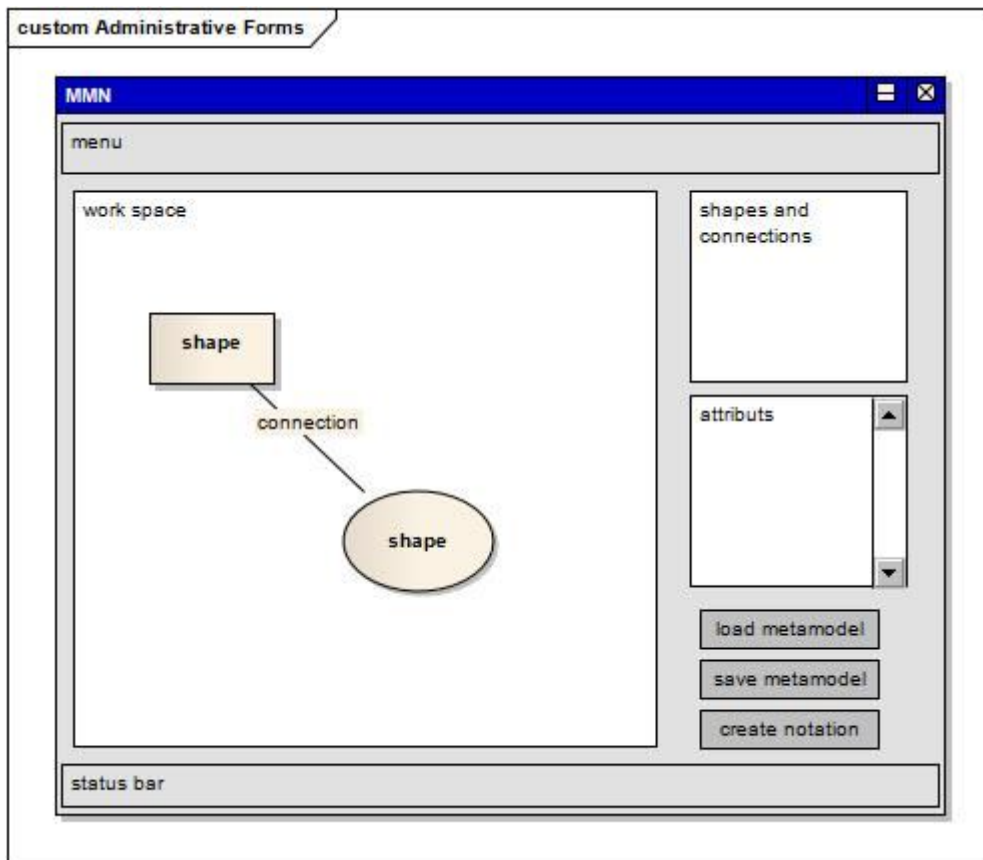 custom Administrative Forms
MMN
menu
work space
shape
connection
shape
shapes and
connections
attributs
load metamodel
save metamodel
create notation
status bar